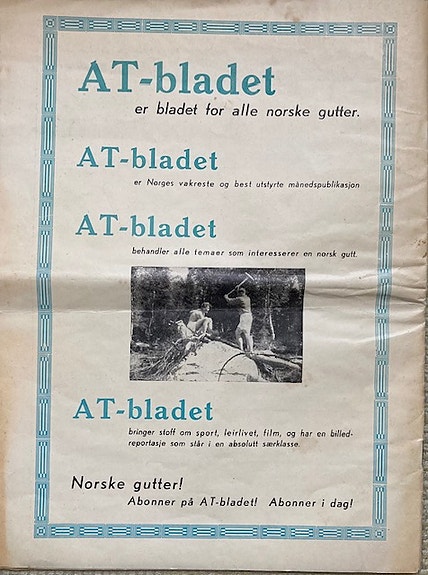 AT-bladet
er bladet for alle norske gutter.
AT-bladet
er Norges vakreste og best utstyrte månedspublikasjon
AT-bladet
behandler alle temaer som interesserer en norsk gutt.
AT-bladet
bringer stoff om sport, leirlivet, film, og har en billed-
reportasje som står i en absolutt særklasse.
Norske gutter!
Abonner på AT-bladet! Abonner i dag!